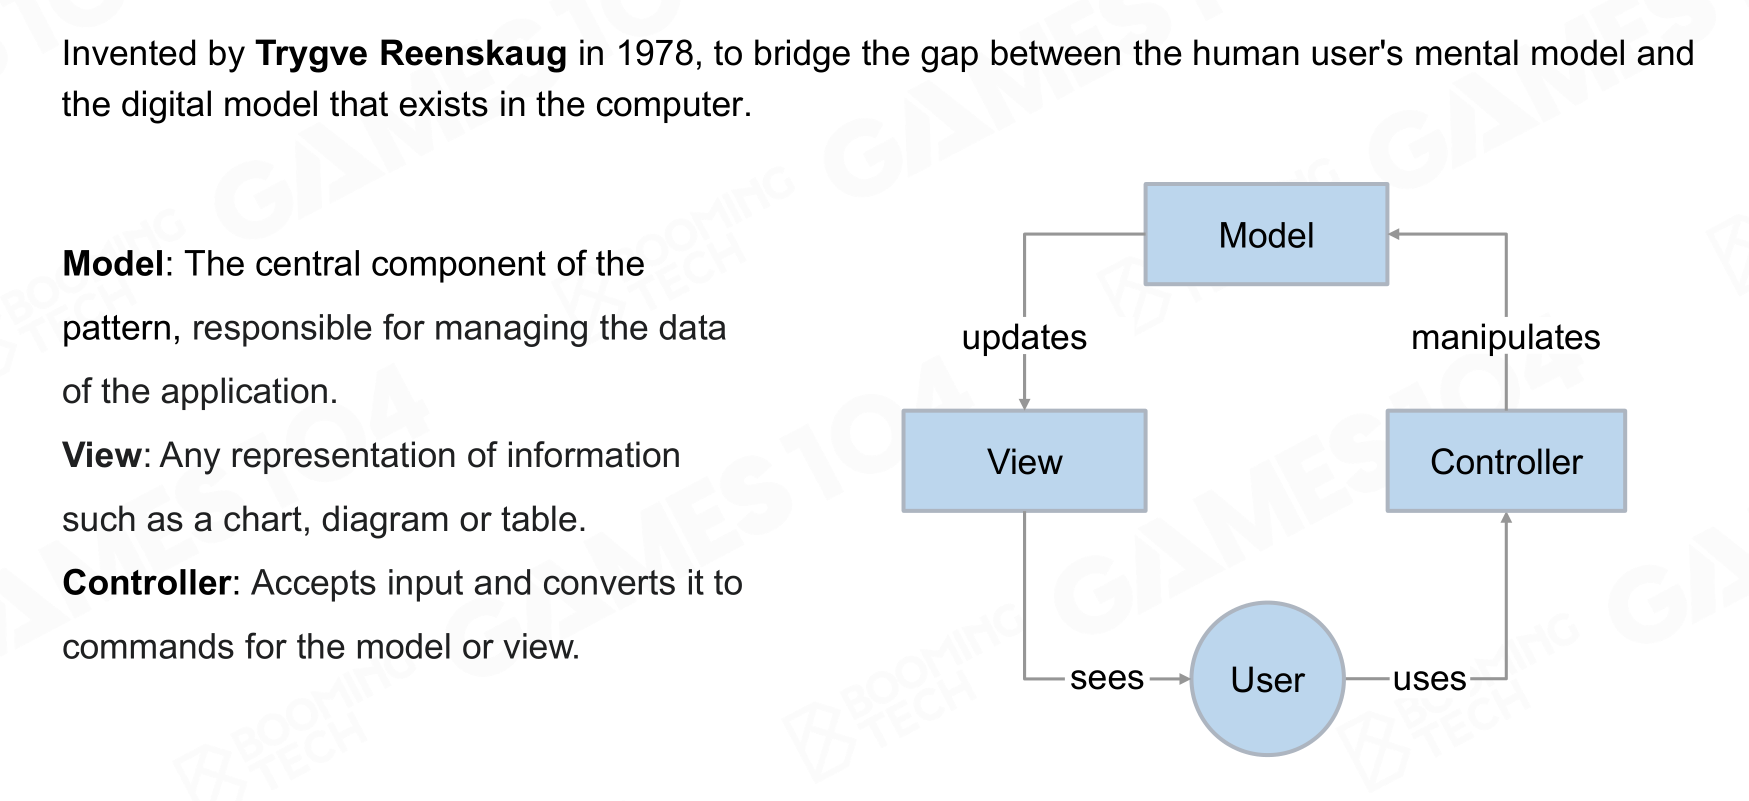 Invented by Trygve Reenskaug in 1978, to bridge the gap between the human user's mental model and
the digital model that exists in the computer.
Model: The central component of the
pattern, responsible for managing the data
of the application.
View: Any representation of information
such as a chart, diagram or table.
Controller: Accepts input and converts it to
commands for the model or view.
Model
updates
manipulates
View
Controller
sees
User
uses
GAMES104
BOOMING
TECH